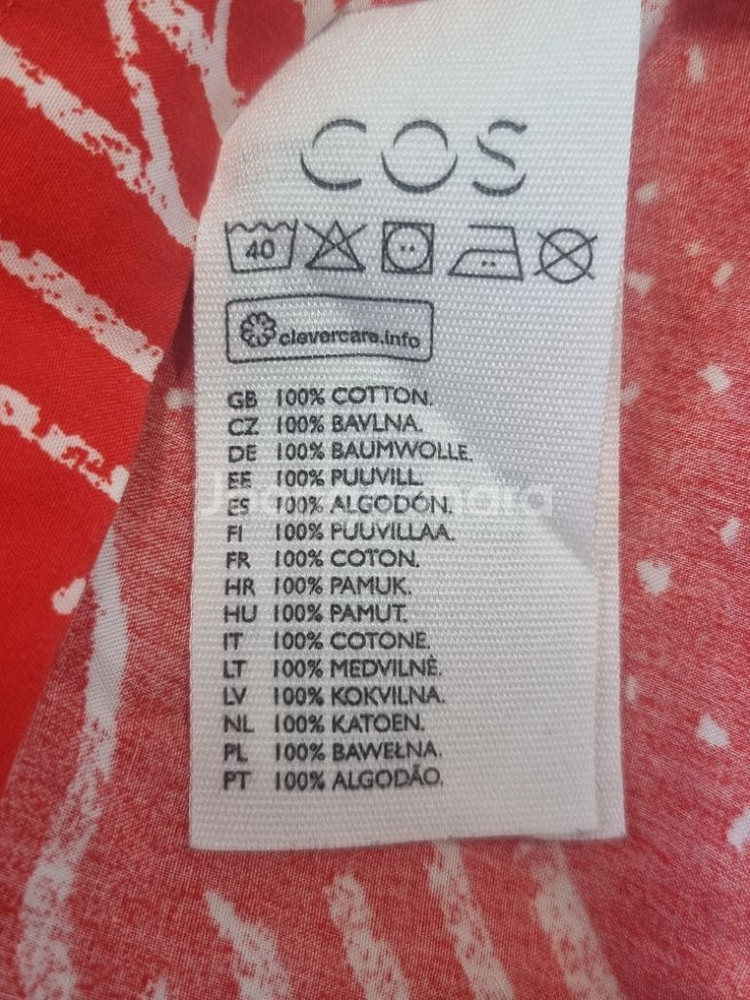 COS
40
clevercare.info
GB 100% COTTON.
CZ 100% BAVLNA.
DE 100% BAUMWOLLE.
EE 100% PUUVILL.
ES 100% ALGODÓN.
FI 100% PUUVILLAA.
FR 100% COTON.
HR 100% PAMUK.
HU 100% PAMUT.
IT 100% COTONE.
LT 100% MEDVILNĖ.
LV 100% KOKVILNA.
NL 100% KATOEN.
PL 100% BAWEŁNA.
PT 100% ALGODÃO.